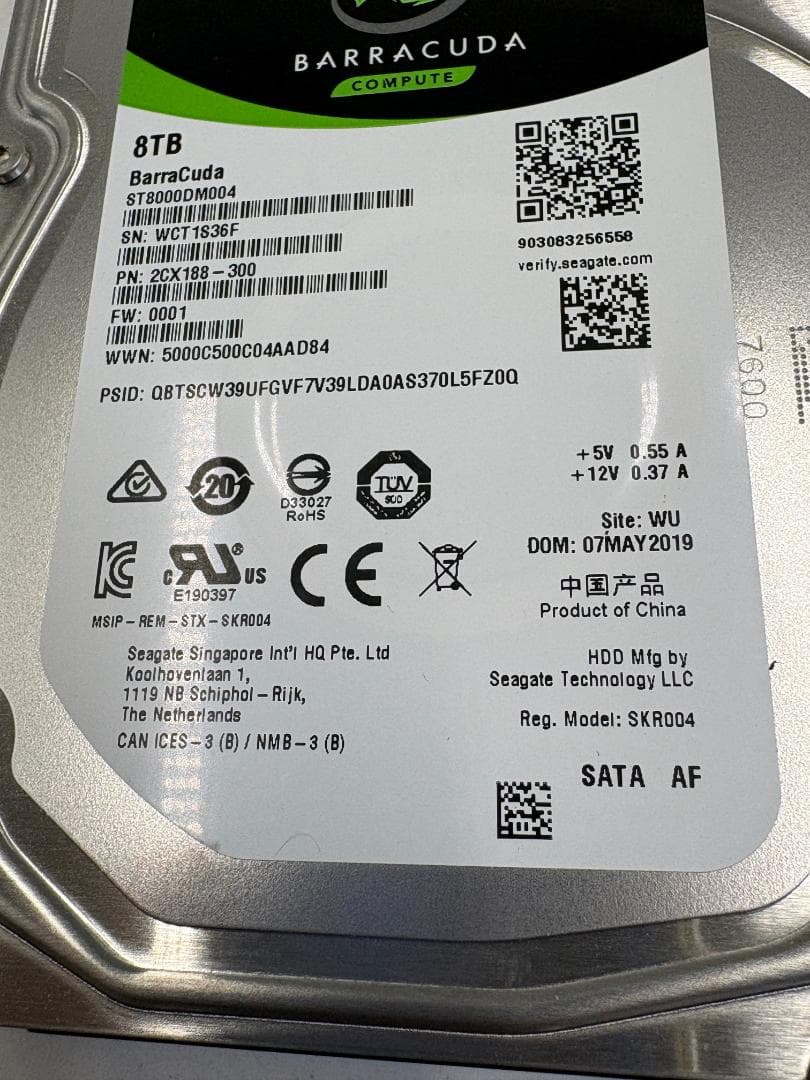 BARRACUDA
COMPUTE
8TB
BarraCuda
ST8000DM004
SN: WCT1S36F
PN: 2CX188-300
FW: 0001
WWN: 5000C500C04AAD84
PSID: QBTSCW39UFGVF7V39LDA0AS370L5FZ0Q
903083256558
verify.seagate.com
7600
+5V 0.55 A
+12V 0.37 A
20
D33027
RoHS
TÜV
SÜD
Site: WU
DOM: 07MAY2019
c RU ® US
E190397
CE
中国产品
Product of China
MSIP-REM-STX-SKR004
Seagate Singapore Int'l HQ Pte. Ltd
Koolhovenlaan 1,
1119 NB Schiphol-Rijk,
The Netherlands
CAN ICES-3 (B) / NMB-3 (B)
HDD Mfg by
Seagate Technology LLC
Reg. Model: SKR004
SATA AF